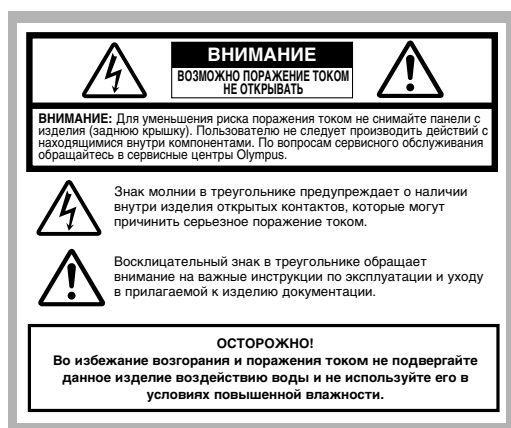 ВНИМАНИЕ
ВОЗМОЖНО ПОРАЖЕНИЕ ТОКОМ
НЕ ОТКРЫВАТЬ
ВНИМАНИЕ: Для уменьшения риска поражения током не снимайте панели с
изделия (заднюю крышку). Пользователю не следует производить действий с
находящимися внутри компонентами. По вопросам сервисного обслуживания
обращайтесь в сервисные центры Olympus.
Знак молнии в треугольнике предупреждает о наличии
внутри изделия открытых контактов, которые могут
причинить серьезное поражение током.
Восклицательный знак в треугольнике обращает
внимание на важные инструкции по эксплуатации и уходу
в прилагаемой к изделию документации.
ОСТОРОЖНО!
Во избежание возгорания и поражения током не подвергайте
данное изделие воздействию воды и не используйте его в
условиях повышенной влажности.